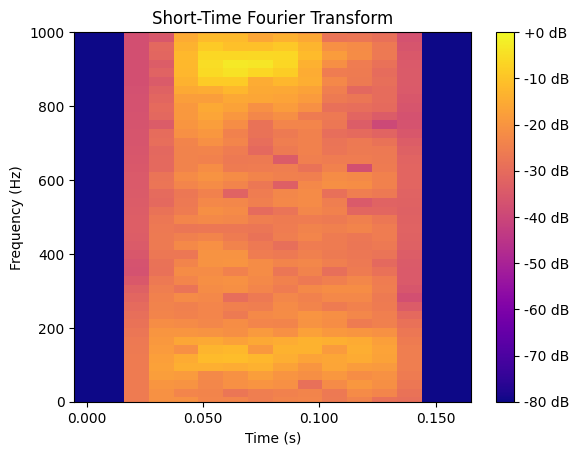 Short-Time Fourier Transform
1000
800
600
400
200
0
Frequency (Hz)
0.000
0.050
0.100
0.150
Time (s)
+0 dB
-10 dB
-20 dB
-30 dB
-40 dB
-50 dB
-60 dB
-70 dB
-80 dB